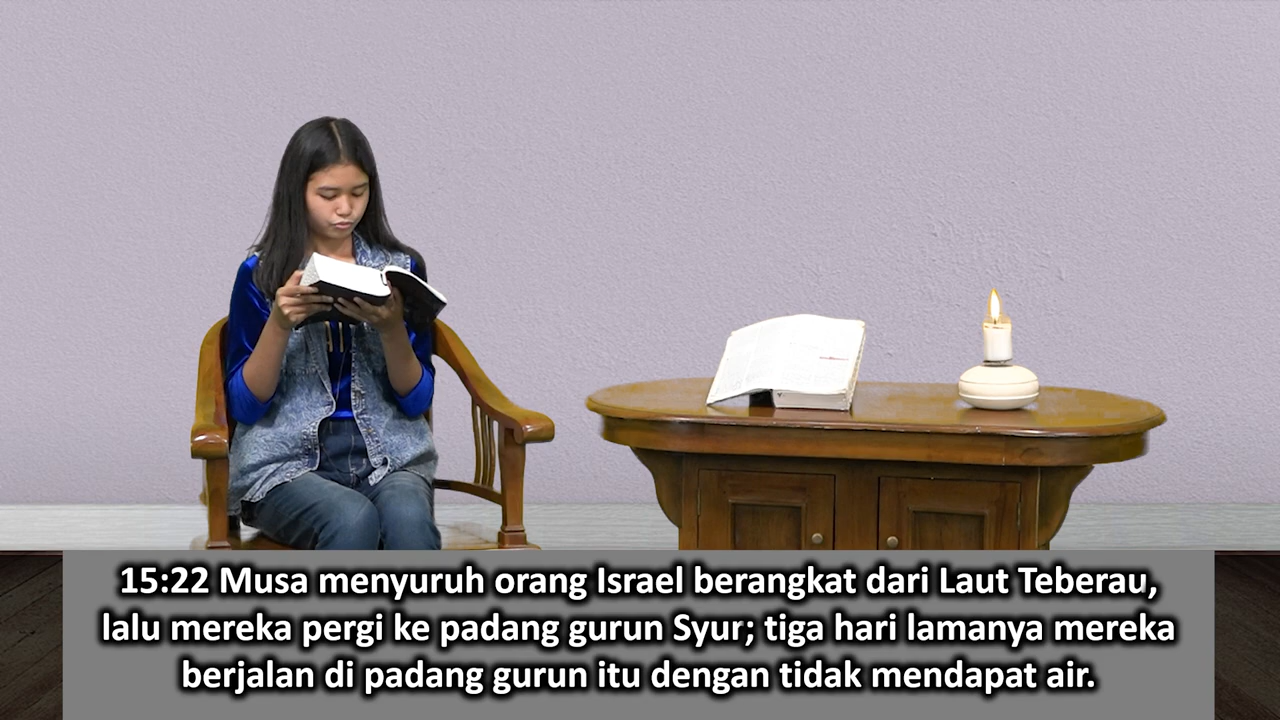 15:22 Musa menyuruh orang Israel berangkat dari Laut Teberau,
lalu mereka pergi ke padang gurun Syur; tiga hari lamanya mereka
berjalan di padang gurun itu dengan tidak mendapat air.